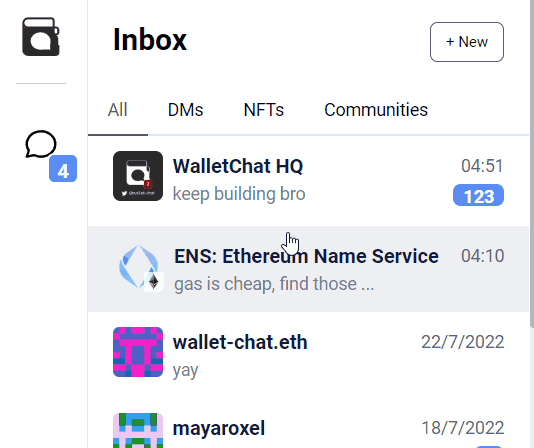 Inbox
+ New
All
DMs
NFTs
Communities
4
WalletChat HQ
04:51
keep building bro
123
ENS: Ethereum Name Service
04:10
gas is cheap, find those ...
wallet-chat.eth
22/7/2022
yay
mayaroxel
18/7/2022